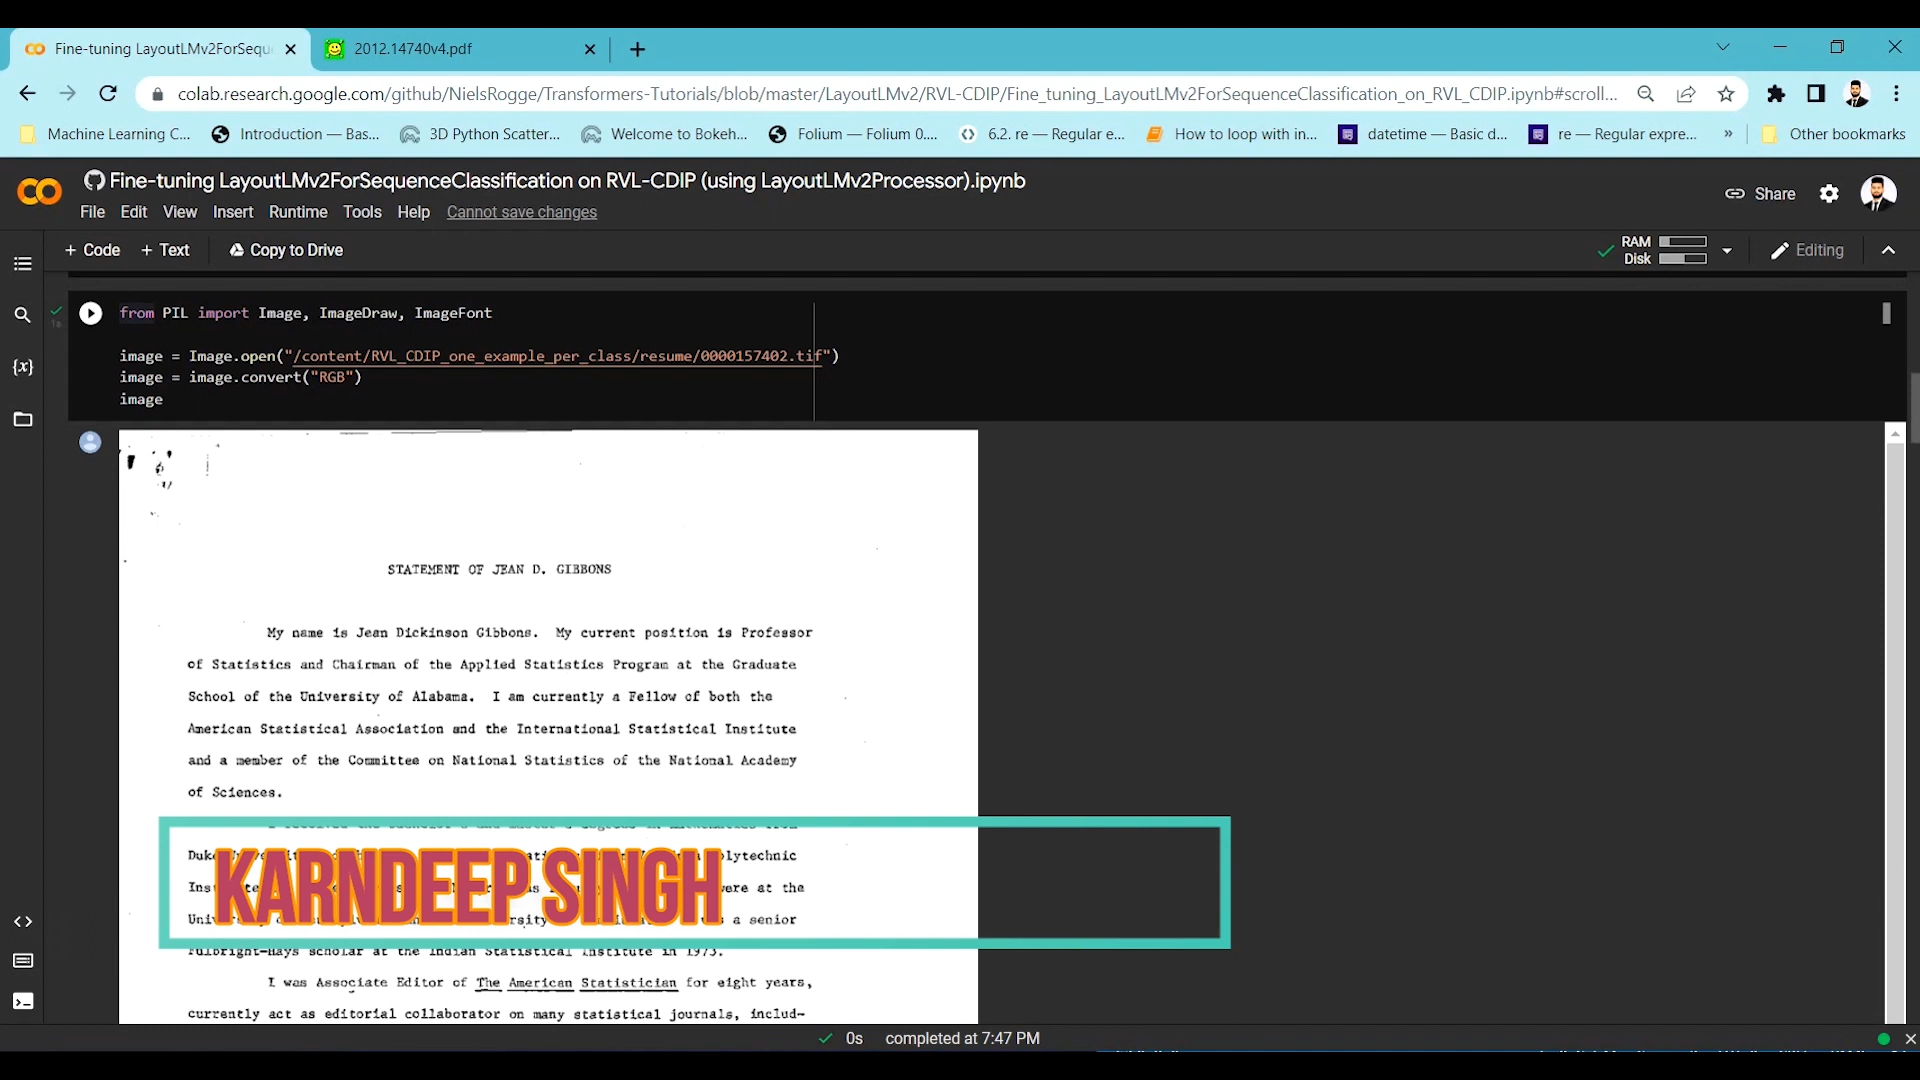 Fine-tuning LayoutLMv2ForSequ
2012.14740v4.pdf
colab.research.google.com/github/NielsRogge/Transformers-Tutorials/blob/master/LayoutLMv2/RVL-CDIP/Fine_tuning_LayoutLMv2ForSequenceClassification_on_RVL_CDIP.ipynb#scroll...
Machine Learning C... Introduction — Bas... 3D Python Scatter... Welcome to Bokeh... Folium — Folium 0.... 6.2. re — Regular e... How to loop with in... datetime — Basic d... re — Regular expre... » Other bookmarks
Fine-tuning LayoutLMv2ForSequenceClassification on RVL-CDIP (using LayoutLMv2Processor).ipynb
Share
File Edit View Insert Runtime Tools Help Cannot save changes
+ Code + Text Copy to Drive
RAM
Disk
Editing
from PIL import Image, ImageDraw, ImageFont
image = Image.open("/content/RVL_CDIP_one_example_per_class/resume/0000157402.tif")
image = image.convert("RGB")
image
STATEMENT OF JEAN D. GIBBONS
My name is Jean Dickinson Gibbons. My current position is Professor
of Statistics and Chairman of the Applied Statistics Program at the Graduate
School of the University of Alabama. I am currently a Fellow of both the
American Statistical Association and the International Statistical Institute
and a member of the Committee on National Statistics of the National Academy
of Sciences.
KARNDEEP SINGH
were at the
a senior
Fulbright-Hays scholar at the Indian Statistical Institute in 1973.
I was Associate Editor of The American Statistician for eight years,
currently act as editorial collaborator on many statistical journals, includ-
0s completed at 7:47 PM